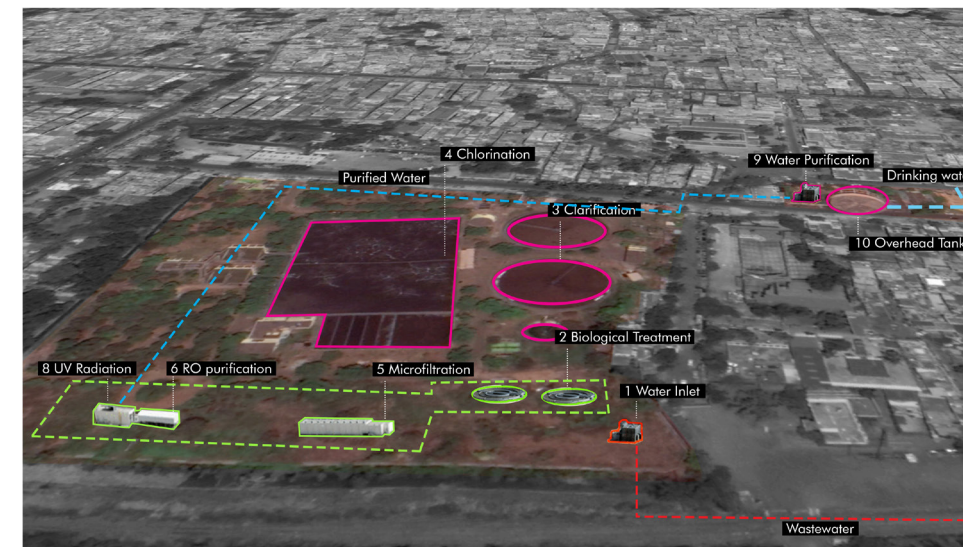 4 Chlorination
9 Water Purification
Purified Water
Drinking wat
3 Clarification
10 Overhead Tank
2 Biological Treatment
8 UV Radiation
6 RO purification
5 Microfiltration
1 Water Inlet
Wastewater